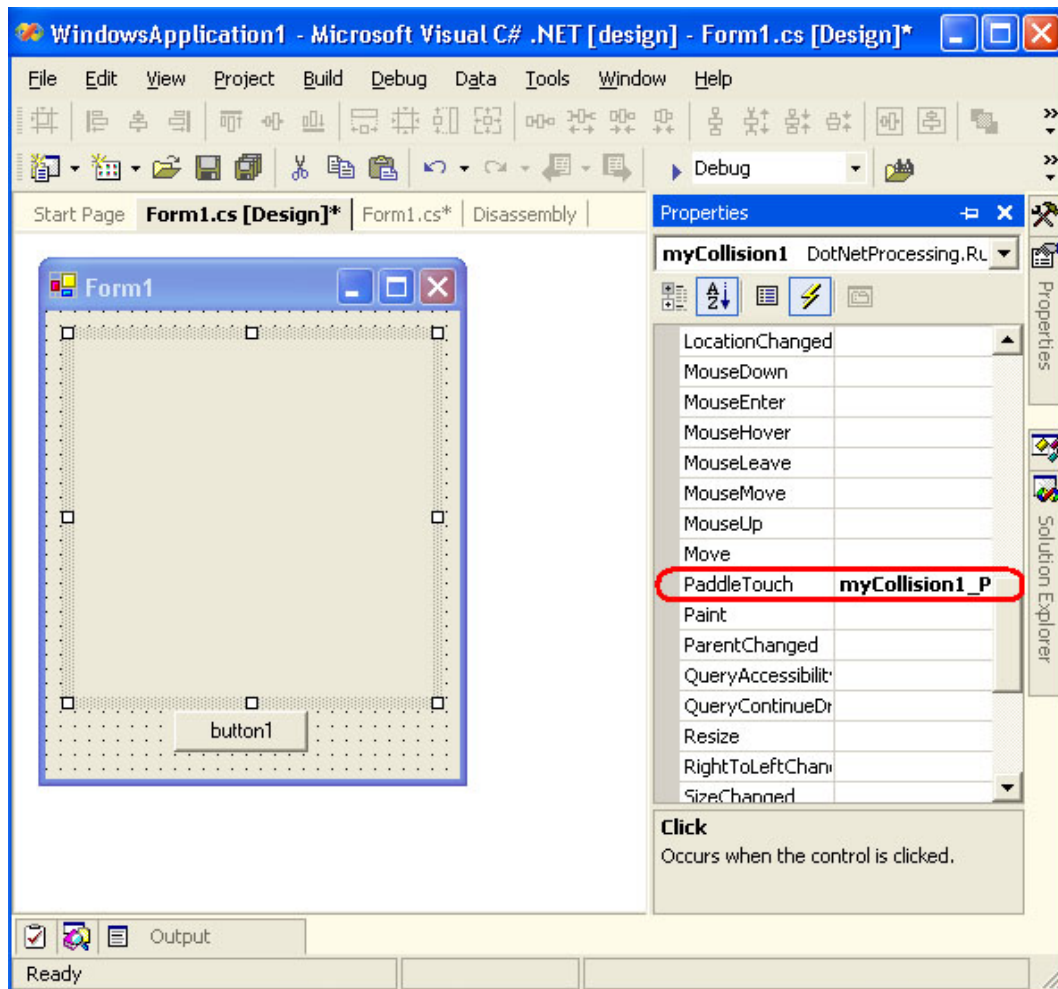 WindowsApplication1 - Microsoft Visual C# .NET [design] - Form1.cs [Design]*
File Edit View Project Build Debug Data Tools Window Help
Debug
Start Page Form1.cs [Design]* Form1.cs* Disassembly
Form1
button1
Properties
myCollision1 DotNetProcessing.Ru
LocationChanged
MouseDown
MouseEnter
MouseHover
MouseLeave
MouseMove
MouseUp
Move
PaddleTouch myCollision1_P
Paint
ParentChanged
QueryAccessibilit
QueryContinueDr
Resize
RightToLeftChan
SizeChanged
Click
Occurs when the control is clicked.
Properties
Solution Explorer
Output
Ready